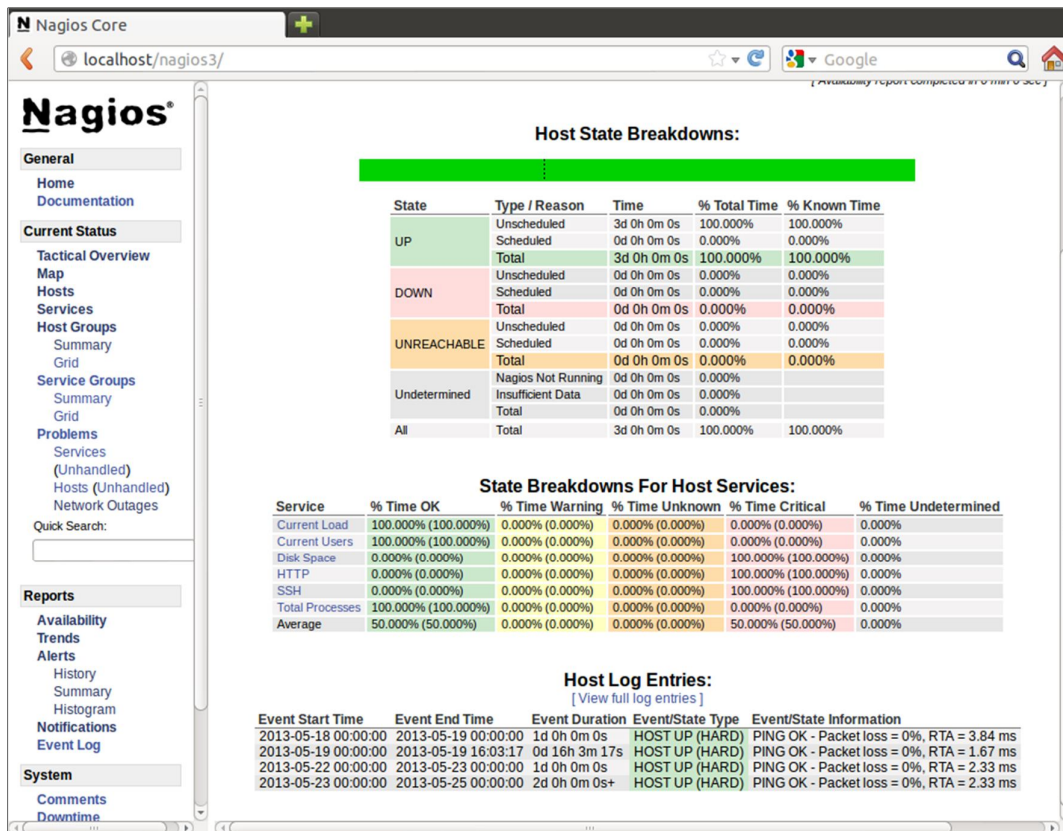 Nagios Core
localhost/nagios3/
Google
Nagios®
General
Home
Documentation
Current Status
Tactical Overview
Map
Hosts
Services
Host Groups
Summary
Grid
Service Groups
Summary
Grid
Problems
Services
(Unhandled)
Hosts (Unhandled)
Network Outages
Quick Search:
Reports
Availability
Trends
Alerts
History
Summary
Histogram
Notifications
Event Log
System
Comments
Downtime
[ Availability report completed in 0 min 0 sec ]
Host State Breakdowns:
State Type / Reason Time % Total Time % Known Time
UP Unscheduled 3d 0h 0m 0s 100.000% 100.000%
Scheduled 0d 0h 0m 0s 0.000% 0.000%
Total 3d 0h 0m 0s 100.000% 100.000%
DOWN Unscheduled 0d 0h 0m 0s 0.000% 0.000%
Scheduled 0d 0h 0m 0s 0.000% 0.000%
Total 0d 0h 0m 0s 0.000% 0.000%
UNREACHABLE Unscheduled 0d 0h 0m 0s 0.000% 0.000%
Scheduled 0d 0h 0m 0s 0.000% 0.000%
Total 0d 0h 0m 0s 0.000% 0.000%
Undetermined Nagios Not Running 0d 0h 0m 0s 0.000%
Insufficient Data 0d 0h 0m 0s 0.000%
Total 0d 0h 0m 0s 0.000%
All Total 3d 0h 0m 0s 100.000% 100.000%
State Breakdowns For Host Services:
Service % Time OK % Time Warning % Time Unknown % Time Critical % Time Undetermined
Current Load 100.000% (100.000%) 0.000% (0.000%) 0.000% (0.000%) 0.000% (0.000%) 0.000%
Current Users 100.000% (100.000%) 0.000% (0.000%) 0.000% (0.000%) 0.000% (0.000%) 0.000%
Disk Space 0.000% (0.000%) 0.000% (0.000%) 0.000% (0.000%) 100.000% (100.000%) 0.000%
HTTP 0.000% (0.000%) 0.000% (0.000%) 0.000% (0.000%) 100.000% (100.000%) 0.000%
SSH 0.000% (0.000%) 0.000% (0.000%) 0.000% (0.000%) 100.000% (100.000%) 0.000%
Total Processes 100.000% (100.000%) 0.000% (0.000%) 0.000% (0.000%) 0.000% (0.000%) 0.000%
Average 50.000% (50.000%) 0.000% (0.000%) 0.000% (0.000%) 50.000% (50.000%) 0.000%
Host Log Entries:
[ View full log entries ]
Event Start Time Event End Time Event Duration Event/State Type Event/State Information
2013-05-18 00:00:00 2013-05-19 00:00:00 1d 0h 0m 0s HOST UP (HARD) PING OK - Packet loss = 0%, RTA = 3.84 ms
2013-05-19 00:00:00 2013-05-19 16:03:17 0d 16h 3m 17s HOST UP (HARD) PING OK - Packet loss = 0%, RTA = 1.67 ms
2013-05-22 00:00:00 2013-05-23 00:00:00 1d 0h 0m 0s HOST UP (HARD) PING OK - Packet loss = 0%, RTA = 2.33 ms
2013-05-23 00:00:00 2013-05-25 00:00:00 2d 0h 0m 0s+ HOST UP (HARD) PING OK - Packet loss = 0%, RTA = 2.33 ms